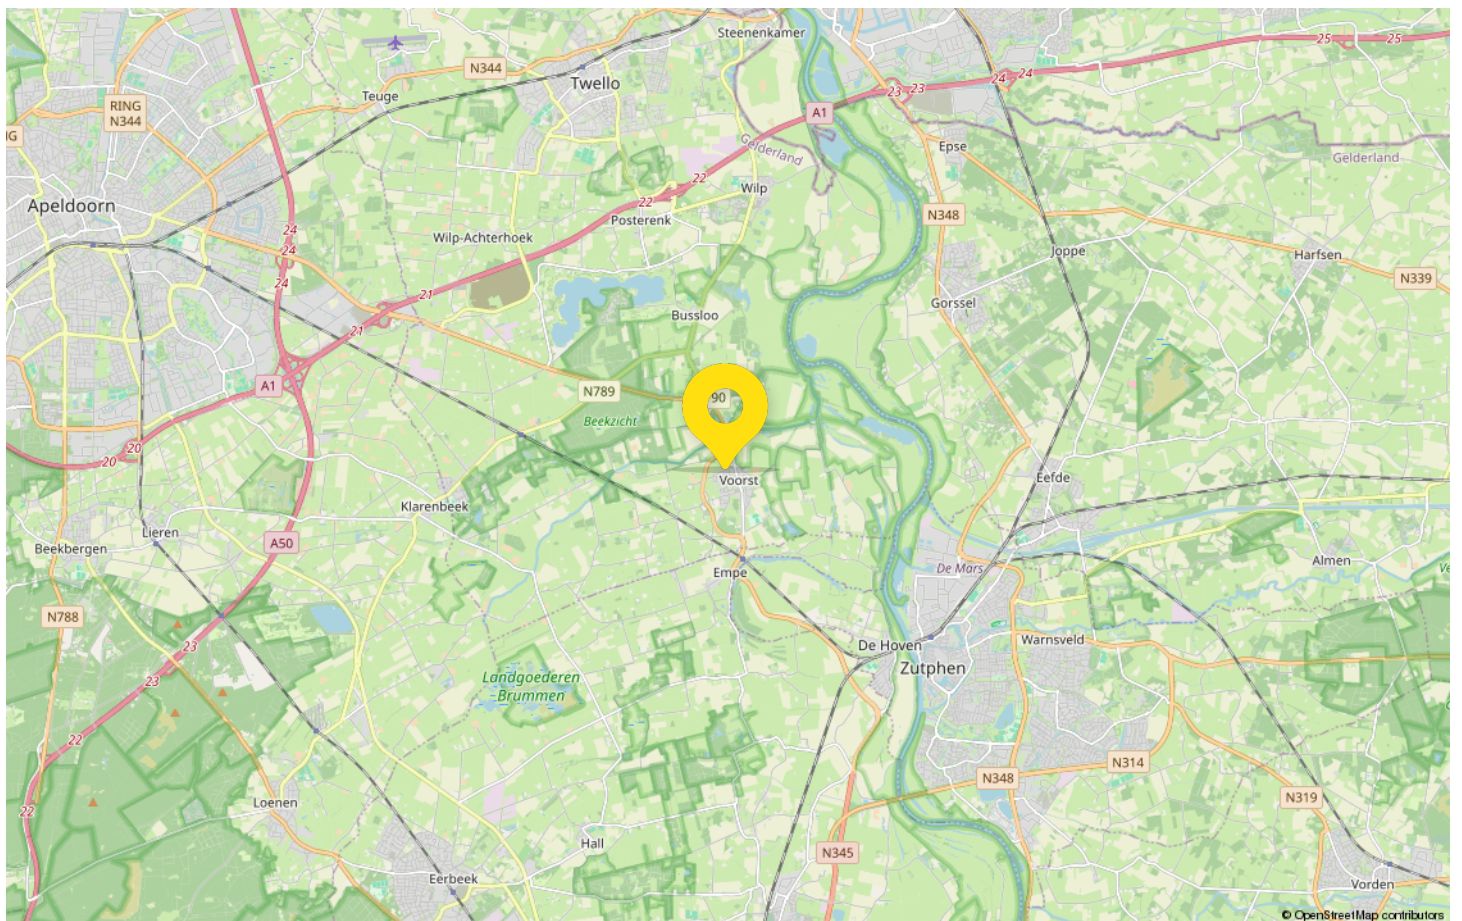 Steenenkamer
25
25
N344
Twello
24
24
23
23
Teuge
RING
N344
A1
Epse
Gelderland
Gelderland
22
Wilp
22
Apeldoorn
N348
Posterenk
24
Wilp-Achterhoek
24
Joppe
Harfsen
24
N339
21
Gorssel
Bussloo
21
A1
N789
90
Beekzicht
20
20
Voorst
Eefde
Klarenbeek
Lieren
A50
Beekbergen
Almen
Empe
De Mars
N788
23
De Hoven
Warnsveld
Zutphen
23
Landgoederen
-Brummen
22
N314
N348
N319
22
Loenen
Hall
N345
Eerbeek
Vorden
© OpenStreetMap contributors